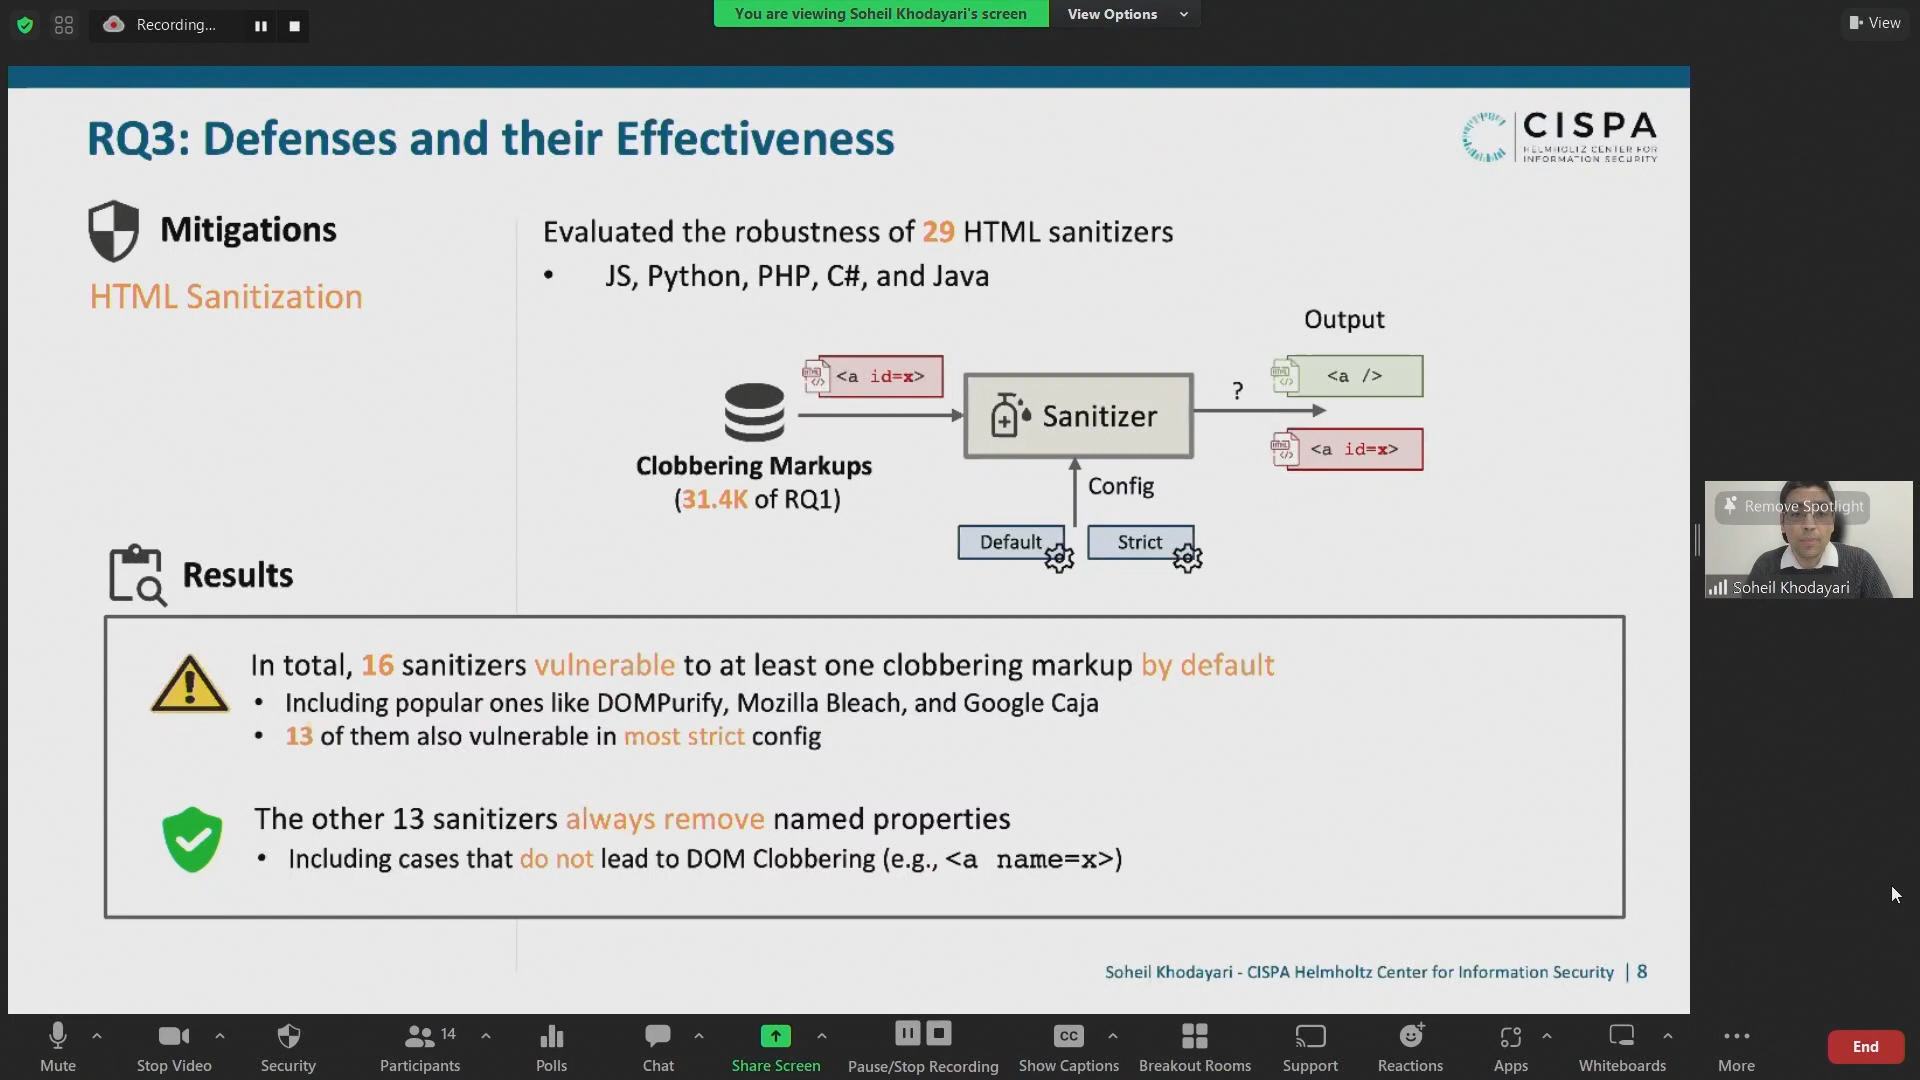 Recording...
You are viewing Soheil Khodayari's screen
View Options
View
RQ3: Defenses and their Effectiveness
CISPA
HELMHOLTZ CENTER FOR
INFORMATION SECURITY
Mitigations
HTML Sanitization
Evaluated the robustness of 29 HTML sanitizers
• JS, Python, PHP, C#, and Java
Output
HTML
<a id=x>
HTML
<a />
?
Sanitizer
HTML
<a id=x>
Clobbering Markups
(31.4K of RQ1)
Config
Default
Strict
Remove Spotlight
Soheil Khodayari
Results
In total, 16 sanitizers vulnerable to at least one clobbering markup by default
• Including popular ones like DOMPurify, Mozilla Bleach, and Google Caja
• 13 of them also vulnerable in most strict config
The other 13 sanitizers always remove named properties
• Including cases that do not lead to DOM Clobbering (e.g., <a name=x>)
Soheil Khodayari - CISPA Helmholtz Center for Information Security | 8
Mute
Stop Video
Security
14
Participants
Polls
Chat
Share Screen
Pause/Stop Recording
CC
Show Captions
Breakout Rooms
Support
Reactions
Apps
Whiteboards
More
End